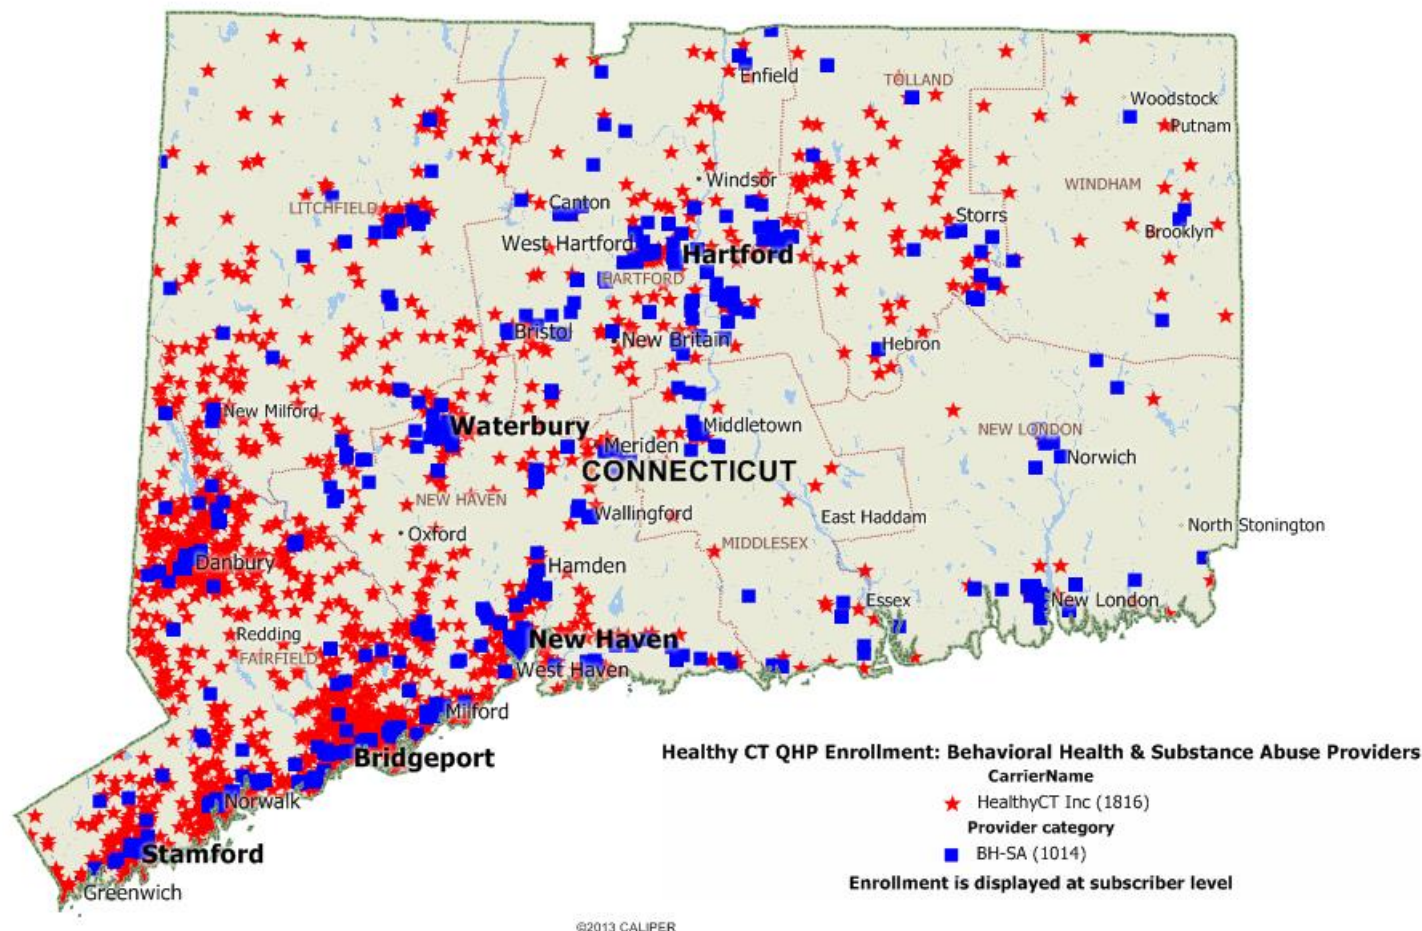 Enfield
TOLLAND
Woodstock
Putnam
Windsor
WINDHAM
LITCHFIELD
Canton
Storrs
Brooklyn
West Hartford
Hartford
HARTFORD
Bristol
New Britain
Hebron
New Milford
Waterbury
Middletown
NEW LONDON
Meriden
Norwich
CONNECTICUT
NEW HAVEN
Wallingford
East Haddam
North Stonington
Oxford
MIDDLESEX
Danbury
Hamden
Essex
New London
Redding
New Haven
FAIRFIELD
West Haven
Milford
Bridgeport
Healthy CT QHP Enrollment: Behavioral Health & Substance Abuse Providers
CarrierName
HealthyCT Inc (1816)
Norwalk
Provider category
BH-SA (1014)
Stamford
Enrollment is displayed at subscriber level
Greenwich
©2013 CALIPER